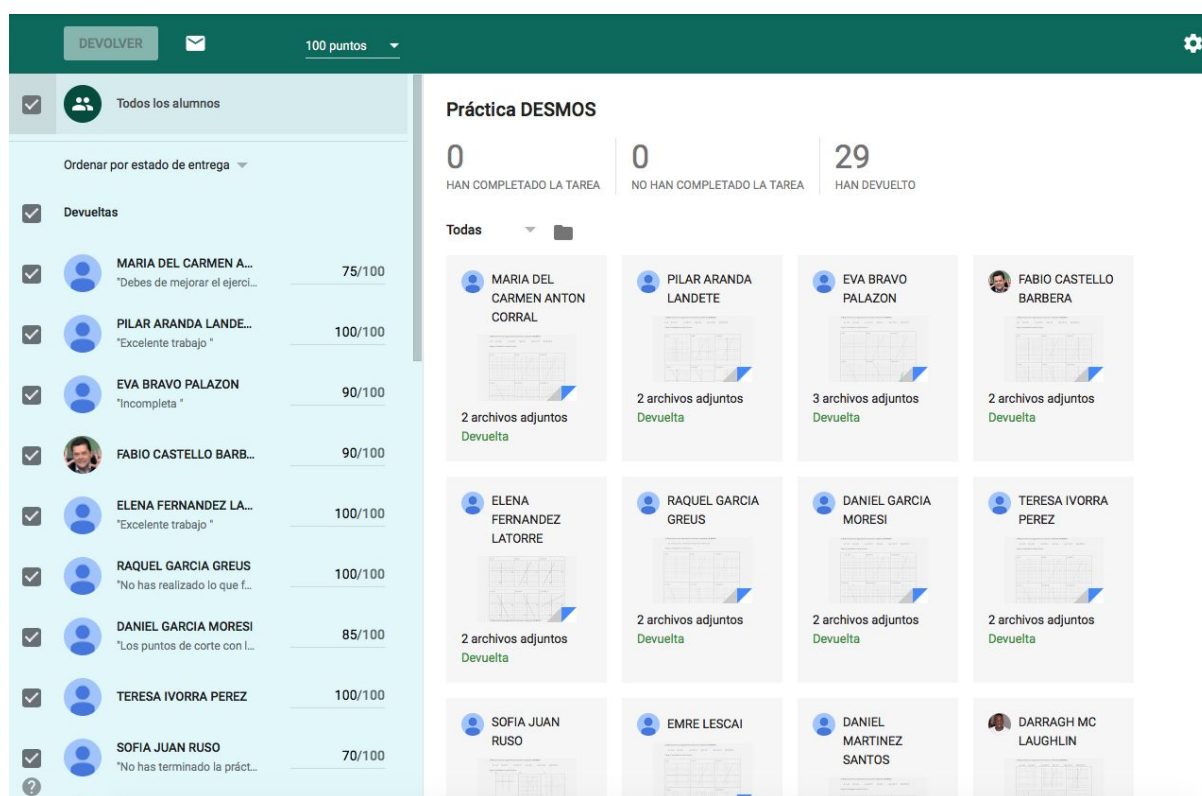 DEVOLVER
100 puntos
Todos los alumnos
Ordenar por estado de entrega
Devueltas
MARIA DEL CARMEN A...
75/100
"Debes de mejorar el ejerci...
PILAR ARANDA LANDE...
100/100
"Excelente trabajo "
EVA BRAVO PALAZON
90/100
"Incompleta "
FABIO CASTELLO BARB...
90/100
ELENA FERNANDEZ LA...
100/100
"Excelente trabajo "
RAQUEL GARCIA GREUS
100/100
"No has realizado lo que f...
DANIEL GARCIA MORESI
85/100
"Los puntos de corte con l...
TERESA IVORRA PEREZ
100/100
SOFIA JUAN RUSO
70/100
"No has terminado la práct...
Práctica DESMOS
0
HAN COMPLETADO LA TAREA
0
NO HAN COMPLETADO LA TAREA
29
HAN DEVUELTO
Todas
MARIA DEL
CARMEN ANTON
CORRAL
2 archivos adjuntos
Devuelta
PILAR ARANDA
LANDETE
2 archivos adjuntos
Devuelta
EVA BRAVO
PALAZON
3 archivos adjuntos
Devuelta
FABIO CASTELLO
BARBERA
2 archivos adjuntos
Devuelta
ELENA
FERNANDEZ
LATORRE
2 archivos adjuntos
Devuelta
RAQUEL GARCIA
GREUS
2 archivos adjuntos
Devuelta
DANIEL GARCIA
MORESI
2 archivos adjuntos
Devuelta
TERESA IVORRA
PEREZ
2 archivos adjuntos
Devuelta
SOFIA JUAN
RUSO
EMRE LESCAI
DANIEL
MARTINEZ
SANTOS
DARRAGH MC
LAUGHLIN